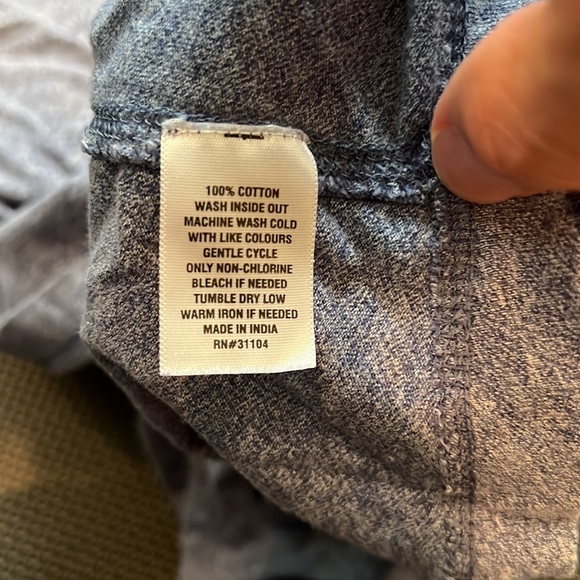 100% COTTON
WASH INSIDE OUT
MACHINE WASH COLD
WITH LIKE COLOURS
GENTLE CYCLE
ONLY NON-CHLORINE
BLEACH IF NEEDED
TUMBLE DRY LOW
WARM IRON IF NEEDED
MADE IN INDIA
RN#31104